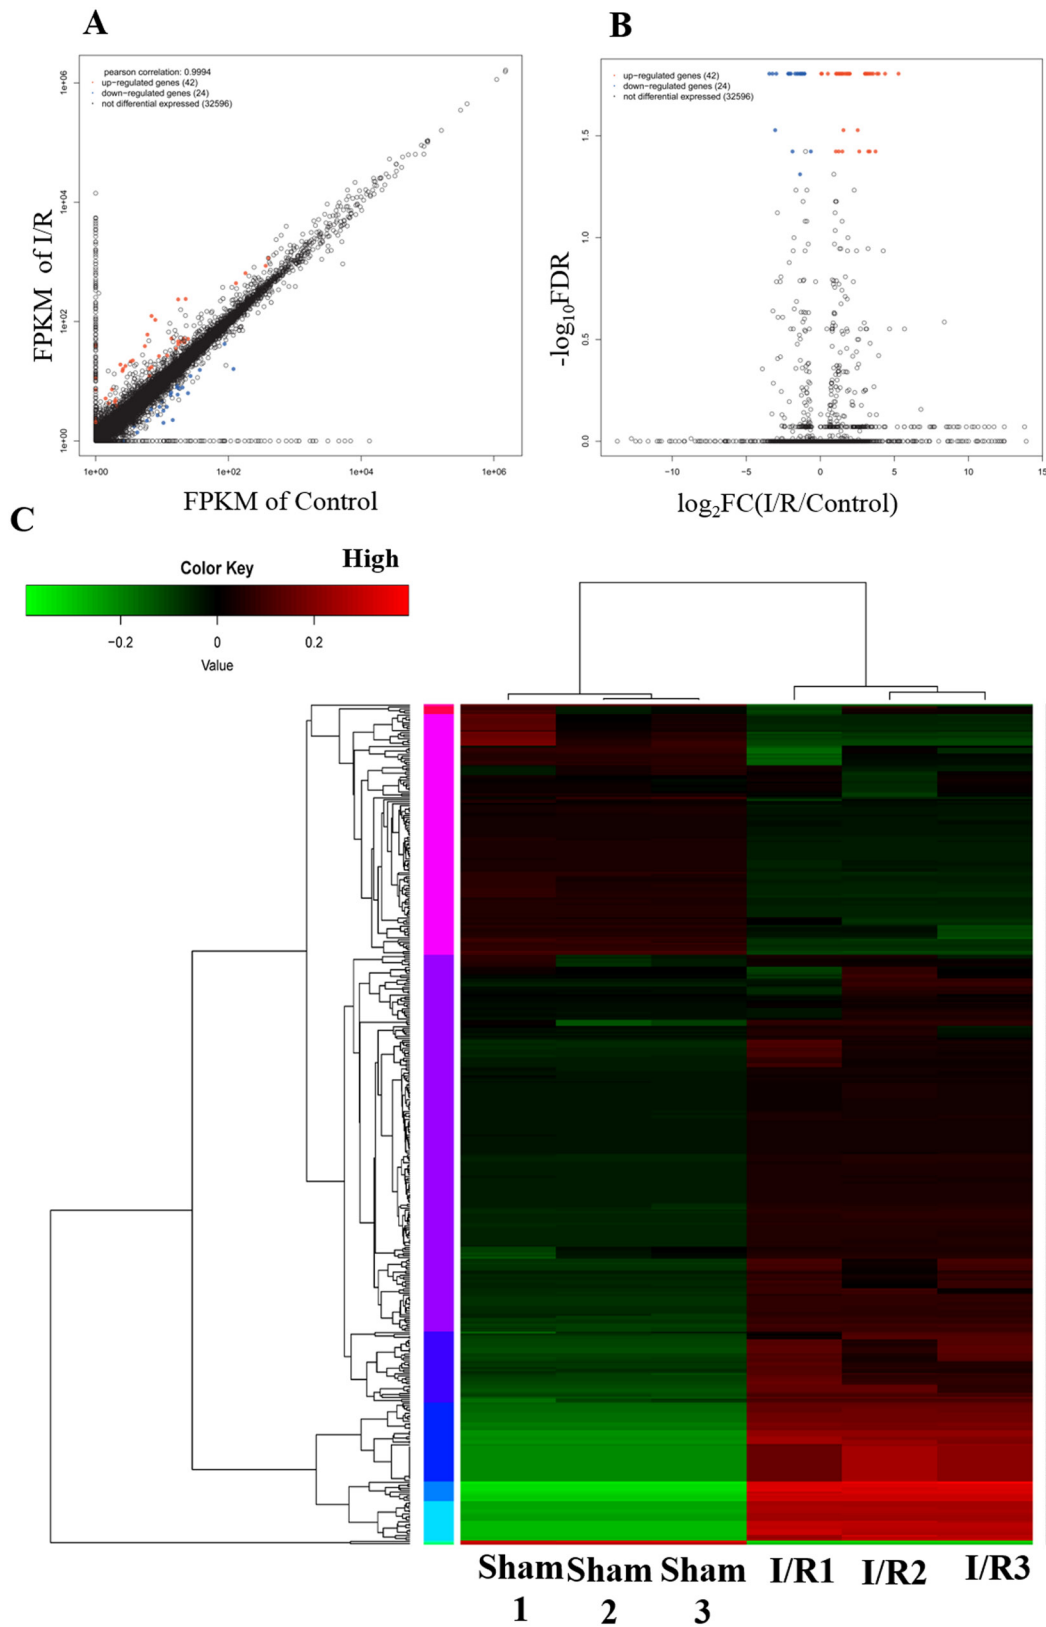 A
pearson correlation: 0.9994
up-regulated genes (42)
down-regulated genes (24)
not differential expressed (32596)
1e+06
1e+04
1e+02
1e+00
FPKM of I/R
1e+00 1e+02 1e+04 1e+06
FPKM of Control
B
up-regulated genes (42)
down-regulated genes (24)
not differential expressed (32596)
1.5
1.0
0.5
0.0
-log10FDR
−10 −5 0 5 10 15
log2FC(I/R/Control)
C
Color Key
High
−0.2 0 0.2
Value
Sham 1
Sham 2
Sham 3
I/R1
I/R2
I/R3